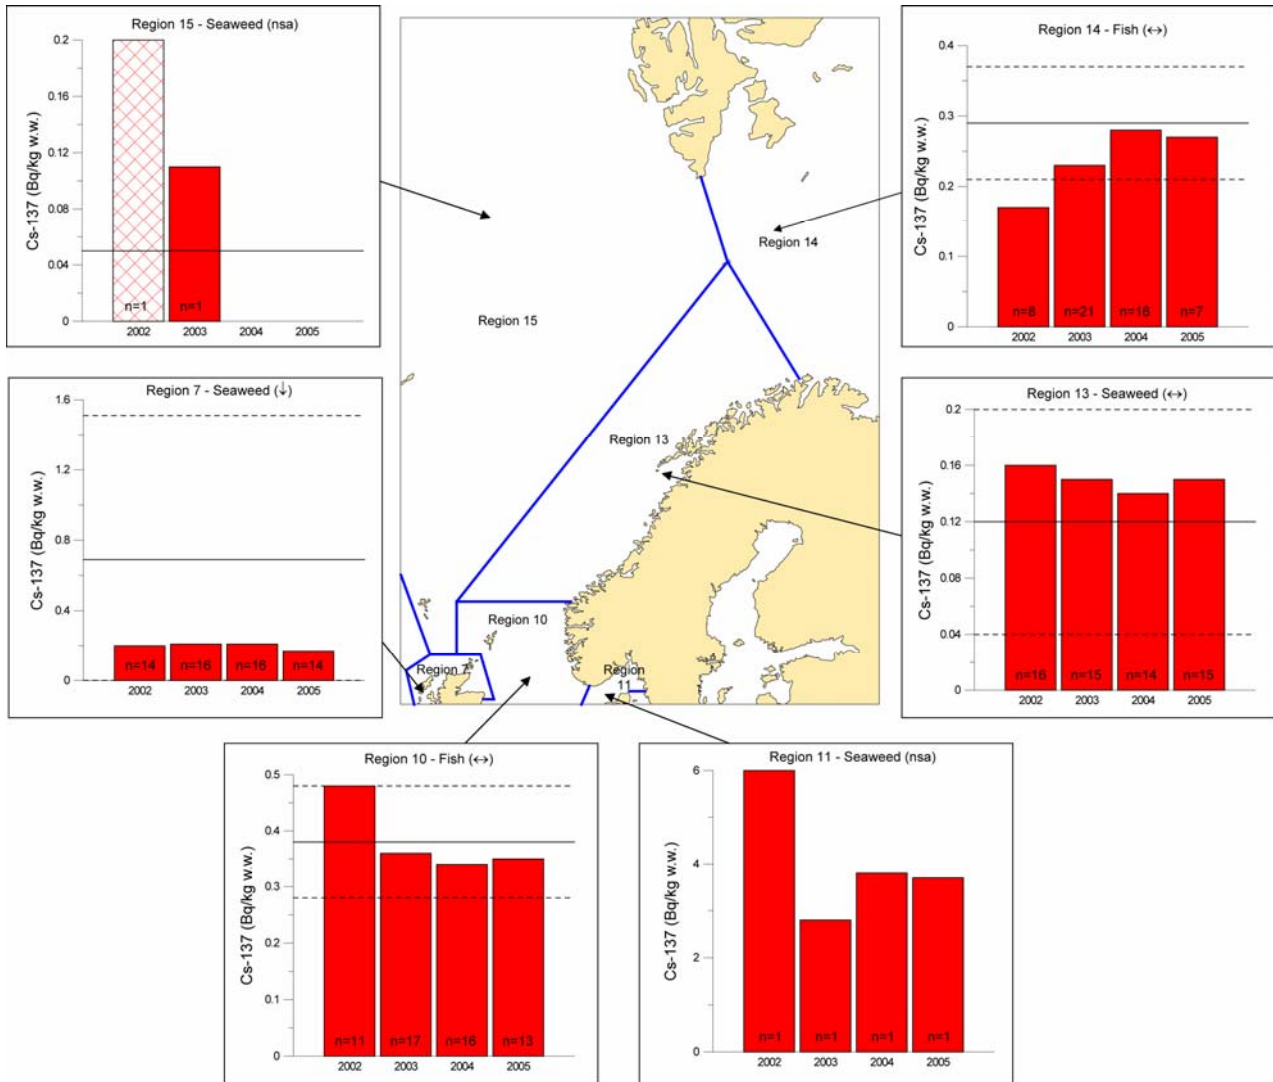 Region 15 - Seaweed (nsa)
Cs-137 (Bq/kg w.w.)
0.2
0.16
0.12
0.08
0.04
0
n=1
n=1
2002
2003
2004
2005
Region 14 - Fish (↔)
Cs-137 (Bq/kg w.w.)
0.4
0.3
0.2
0.1
0
n=8
n=21
n=16
n=7
2002
2003
2004
2005
Region 14
Region 15
Region 13
Region 10
Region 7
Region
11
Region 7 - Seaweed (↓)
Cs-137 (Bq/kg w.w.)
1.6
1.2
0.8
0.4
0
n=14
n=16
n=16
n=14
2002
2003
2004
2005
Region 13 - Seaweed (↔)
Cs-137 (Bq/kg w.w.)
0.2
0.16
0.12
0.08
0.04
0
n=16
n=15
n=14
n=15
2002
2003
2004
2005
Region 10 - Fish (↔)
Cs-137 (Bq/kg w.w.)
0.5
0.4
0.3
0.2
0.1
0
n=11
n=17
n=16
n=13
2002
2003
2004
2005
Region 11 - Seaweed (nsa)
Cs-137 (Bq/kg w.w.)
6
4
2
0
n=1
n=1
n=1
n=1
2002
2003
2004
2005